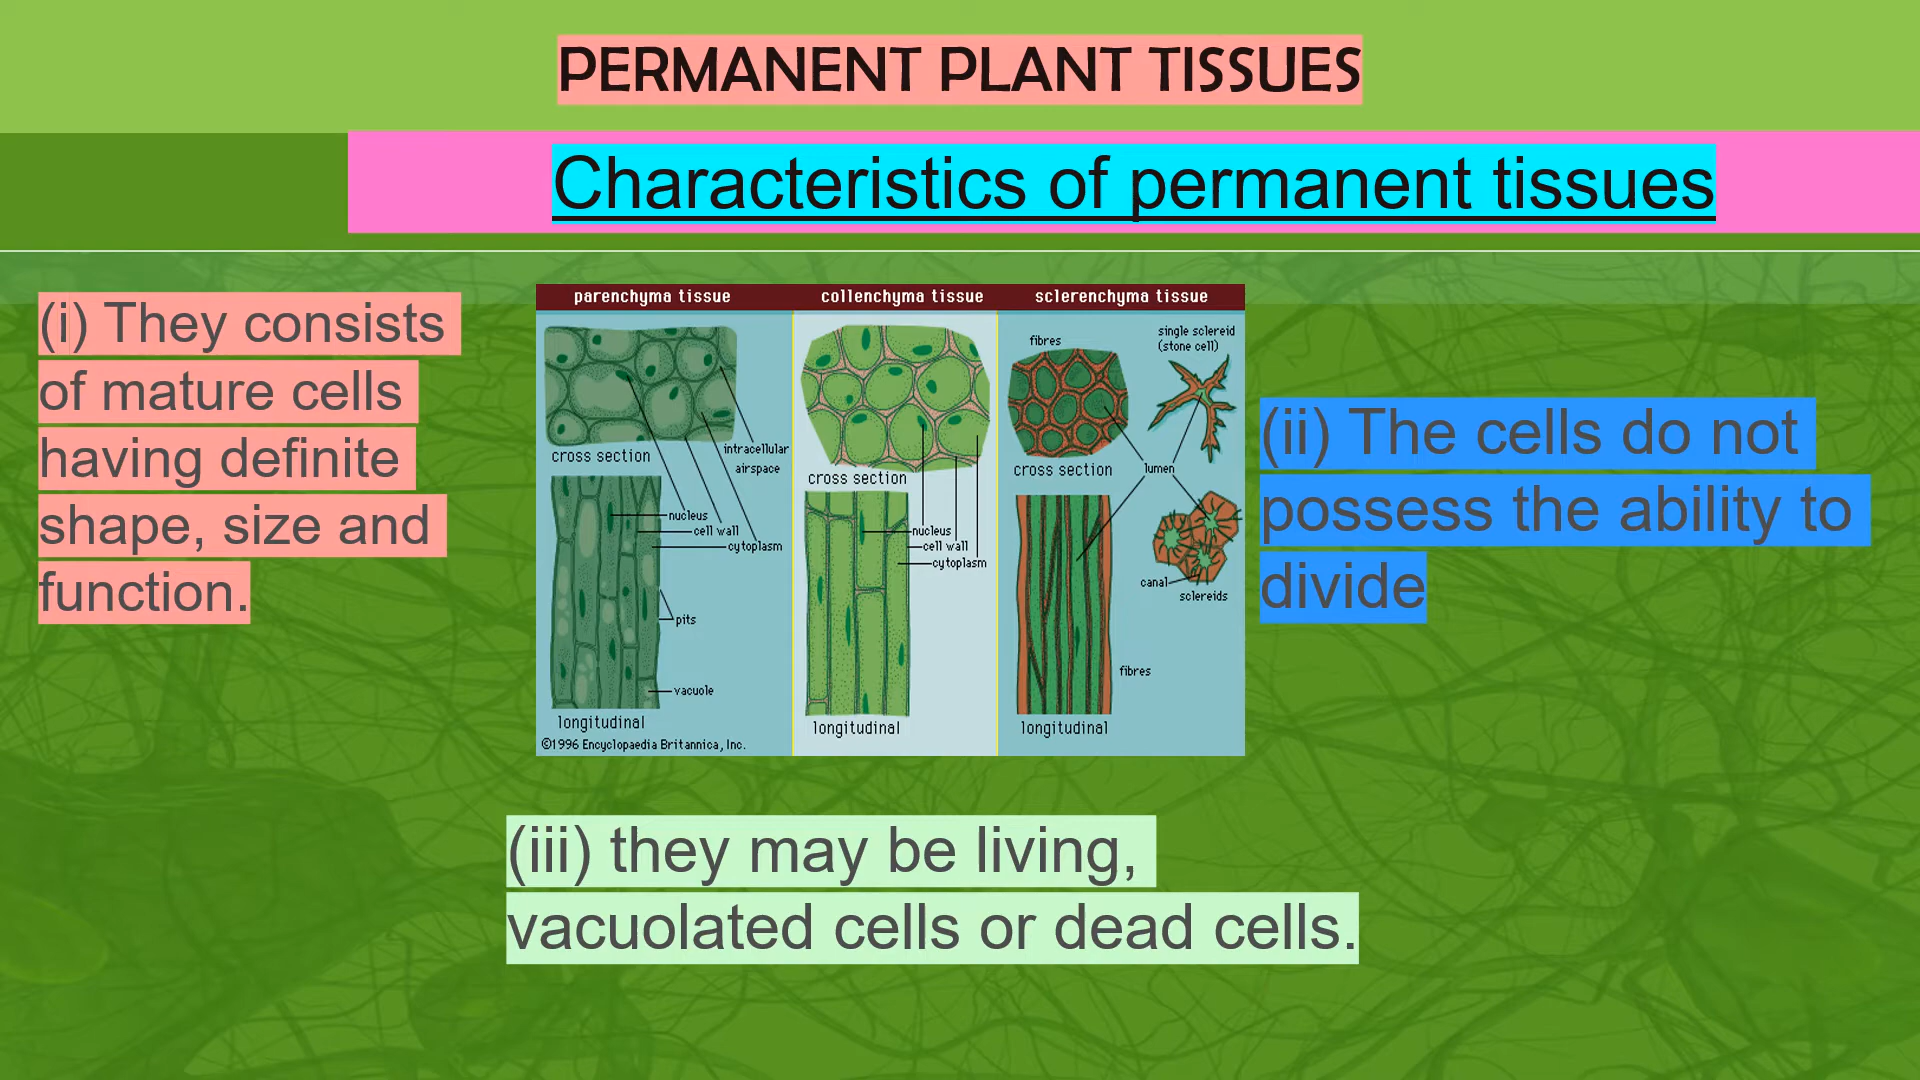 PERMANENT PLANT TISSUES
Characteristics of permanent tissues
(i) They consists
of mature cells
having definite
shape, size and
function.
parenchyma tissue
cross section
intracellular
airspace
nucleus
cell wall
cytoplasm
pits
vacuole
longitudinal
©1996 Encyclopaedia Britannica, Inc.
collenchyma tissue
cross section
nucleus
cell wall
cytoplasm
longitudinal
sclerenchyma tissue
fibres
single sclereid
(stone cell)
cross section
lumen
canal
sclereids
fibres
longitudinal
(ii) The cells do not
possess the ability to
divide
(iii) they may be living,
vacuolated cells or dead cells.